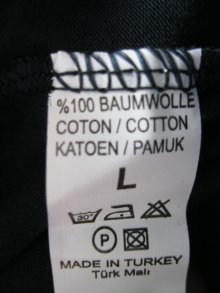 %100 BAUMWOLLE
COTON / COTTON
KATOEN / PAMUK
L
30°
P
MADE IN TURKEY
Türk Malı